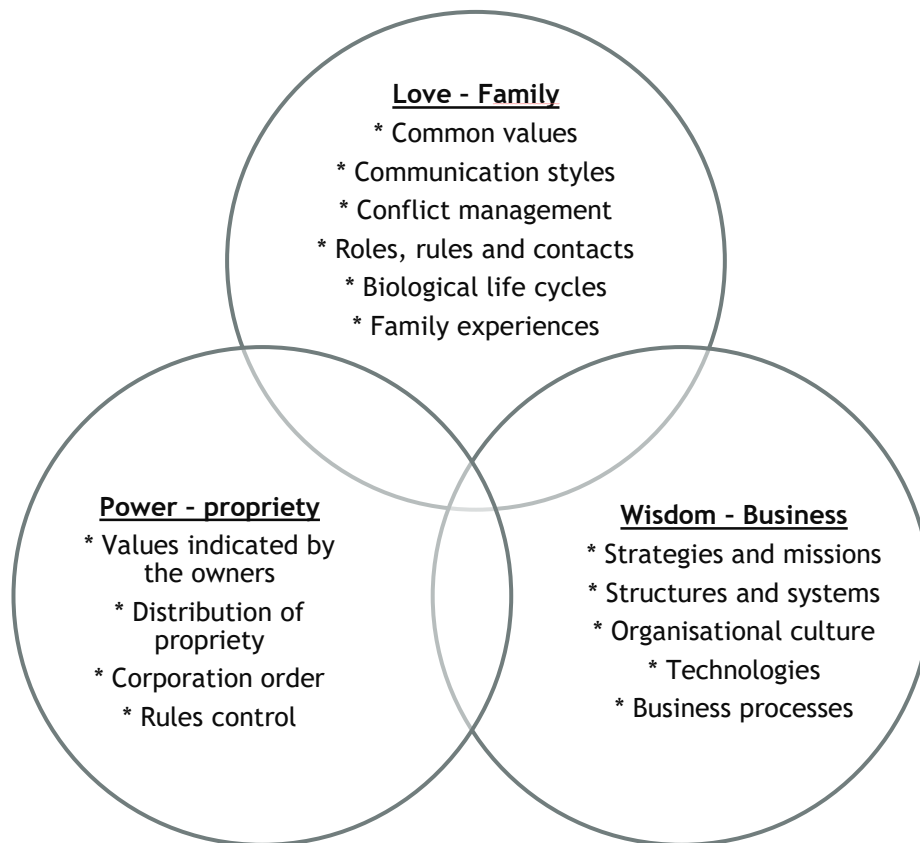 Love - Family
* Common values
* Communication styles
* Conflict management
* Roles, rules and contacts
* Biological life cycles
* Family experiences
Power - propriety
* Values indicated by
the owners
* Distribution of
propriety
* Corporation order
* Rules control
Wisdom - Business
* Strategies and missions
* Structures and systems
* Organisational culture
* Technologies
* Business processes